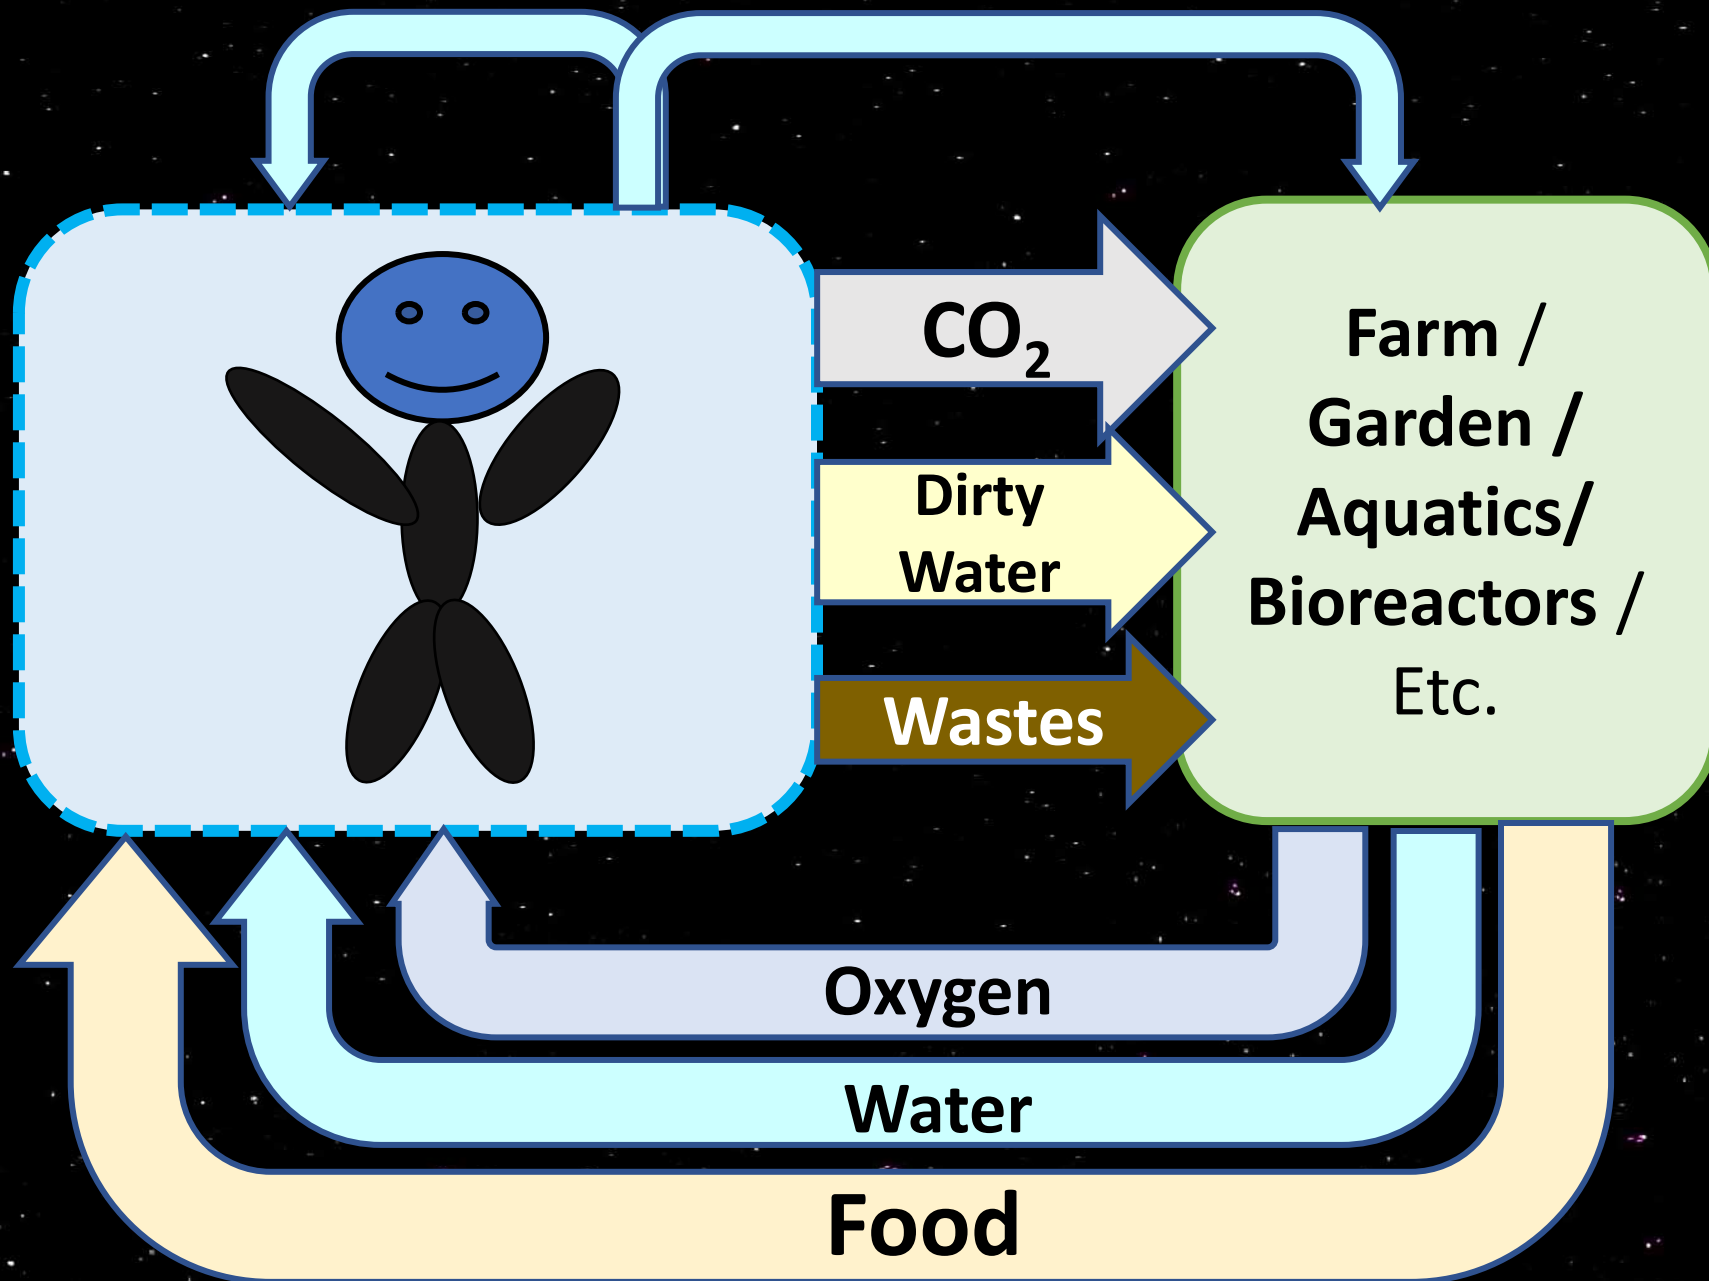 CO₂
Dirty
Water
Wastes
Farm /
Garden /
Aquatics/
Bioreactors /
Etc.
Oxygen
Water
Food